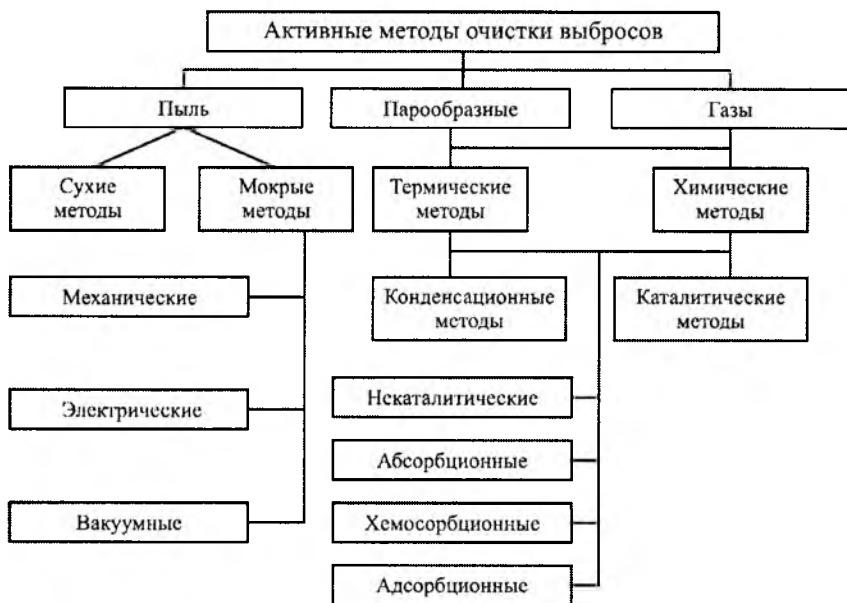 Активные методы очистки выбросов
Пыль
Парообразные
Газы
Сухие
методы
Мокрые
методы
Термические
методы
Химические
методы
Механические
Конденсационные
методы
Каталитические
методы
Электрические
Нскаталитические
Абсорбционные
Вакуумные
Хемосорбционные
Адсорбционные